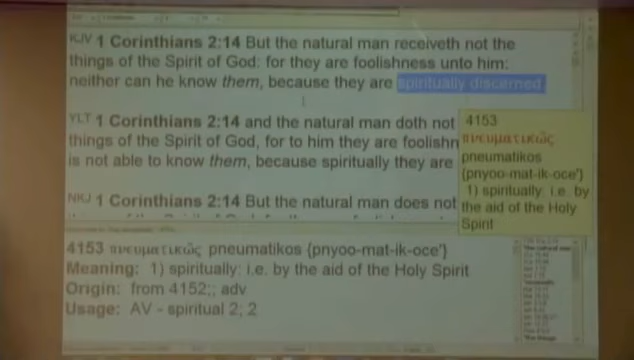 KJV 1 Corinthians 2:14 But the natural man receiveth not the
things of the Spirit of God: for they are foolishness unto him:
neither can he know them, because they are spiritually discerned
YLT 1 Corinthians 2:14 and the natural man doth not
things of the Spirit of God, for to him they are foolishn
is not able to know them, because spiritually they are
NKJ 1 Corinthians 2:14 But the natural man does not
4153
πνευματικῶς
pneumatikos
{pnyoo-mat-ik-oce'}
1) spiritually: i.e. by
the aid of the Holy
Spirit
4153 πνευματικῶς pneumatikos {pnyoo-mat-ik-oce'}
Meaning: 1) spiritually: i.e. by the aid of the Holy Spirit
Origin: from 4152;; adv
Usage: AV - spiritual 2; 2